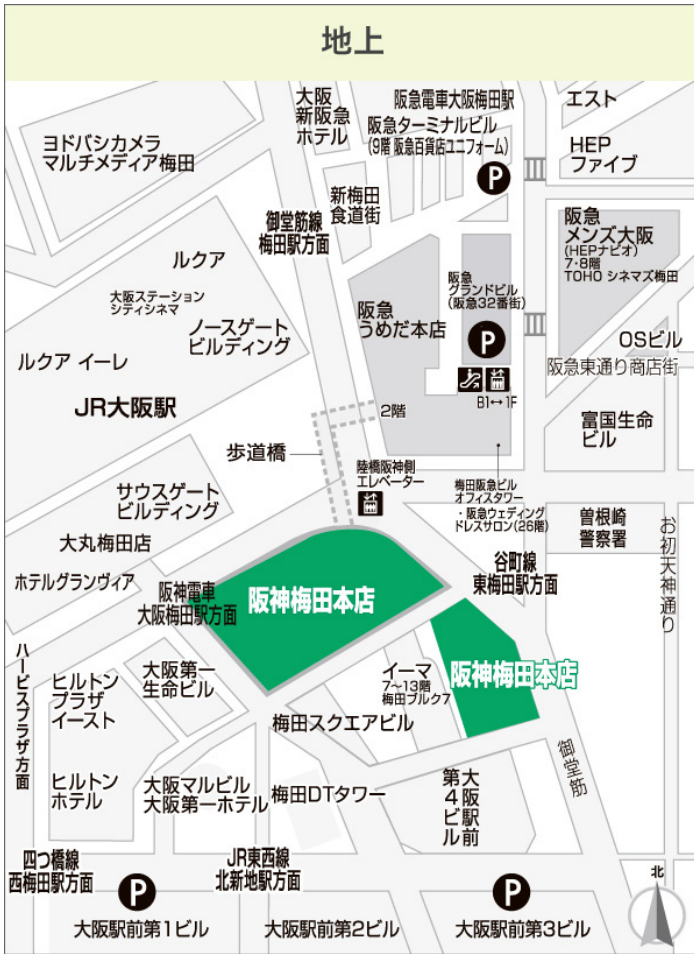 地上
大阪
新阪急
ホテル
阪急電車大阪梅田駅
阪急ターミナルビル
(9階 阪急百貨店ユニフォーム)
P
エスト
HEP
ファイブ
ヨドバシカメラ
マルチメディア梅田
新梅田
食道街
御堂筋線
梅田駅方面
阪急
メンズ大阪
(HEPナビオ)
7・8階
TOHO シネマズ梅田
ルクア
大阪ステーション
シティシネマ
ノースゲート
ビルディング
ルクア イーレ
阪急
うめだ本店
阪急
グランドビル
(阪急32番街)
P
B1↔1F
OSビル
阪急東通り商店街
JR大阪駅
2階
歩道橋
富国生命
ビル
陸橋阪神側
エレベーター
梅田阪急ビル
オフィスタワー
・阪急ウェディング
ドレスサロン(26階)
サウスゲート
ビルディング
大丸梅田店
曽根崎
警察署
お初天神通り
ホテルグランヴィア
阪神電車
大阪梅田駅方面
阪神梅田本店
谷町線
東梅田駅方面
ハービスプラザ方面
ヒルトン
プラザ
イースト
大阪第一
生命ビル
イーマ
7〜13階
梅田ブルク7
阪神梅田本店
梅田スクエアビル
御堂筋
ヒルトン
ホテル
大阪マルビル
大阪第一ホテル
梅田DTタワー
大阪駅前
第4ビル
四つ橋線
西梅田駅方面
JR東西線
北新地駅方面
P
P
北
大阪駅前第1ビル
大阪駅前第2ビル
大阪駅前第3ビル